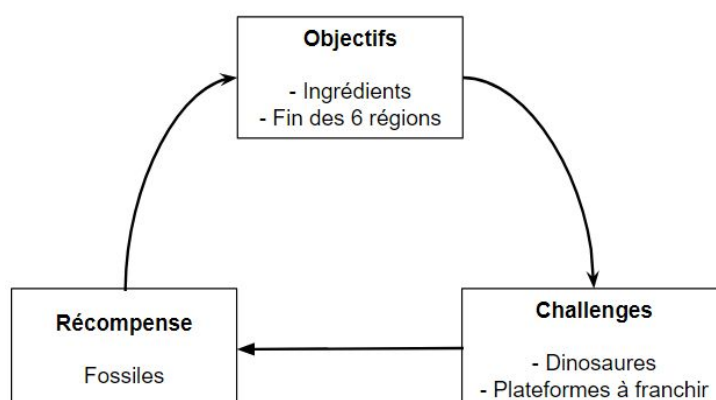 Objectifs
- Ingrédients
- Fin des 6 régions
Récompense
Fossiles
Challenges
- Dinosaures
- Plateformes à franchir